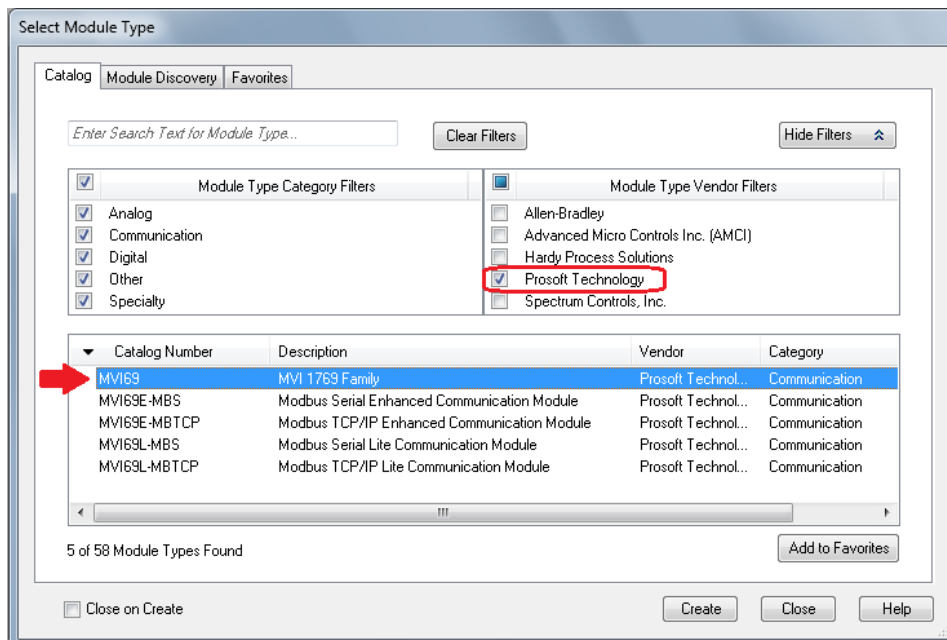 Select Module Type
Catalog Module Discovery Favorites
Enter Search Text for Module Type... Clear Filters Hide Filters
Module Type Category Filters Module Type Vendor Filters
Analog Allen-Bradley
Communication Advanced Micro Controls Inc. (AMCI)
Digital Hardy Process Solutions
Other Prosoft Technology
Specialty Spectrum Controls, Inc.
Catalog Number Description Vendor Category
MVI69 MVI 1769 Family Prosoft Technol... Communication
MVI69E-MBS Modbus Serial Enhanced Communication Module Prosoft Technol... Communication
MVI69E-MBTCP Modbus TCP/IP Enhanced Communication Module Prosoft Technol... Communication
MVI69L-MBS Modbus Serial Lite Communication Module Prosoft Technol... Communication
MVI69L-MBTCP Modbus TCP/IP Lite Communication Module Prosoft Technol... Communication
5 of 58 Module Types Found Add to Favorites
Close on Create Create Close Help